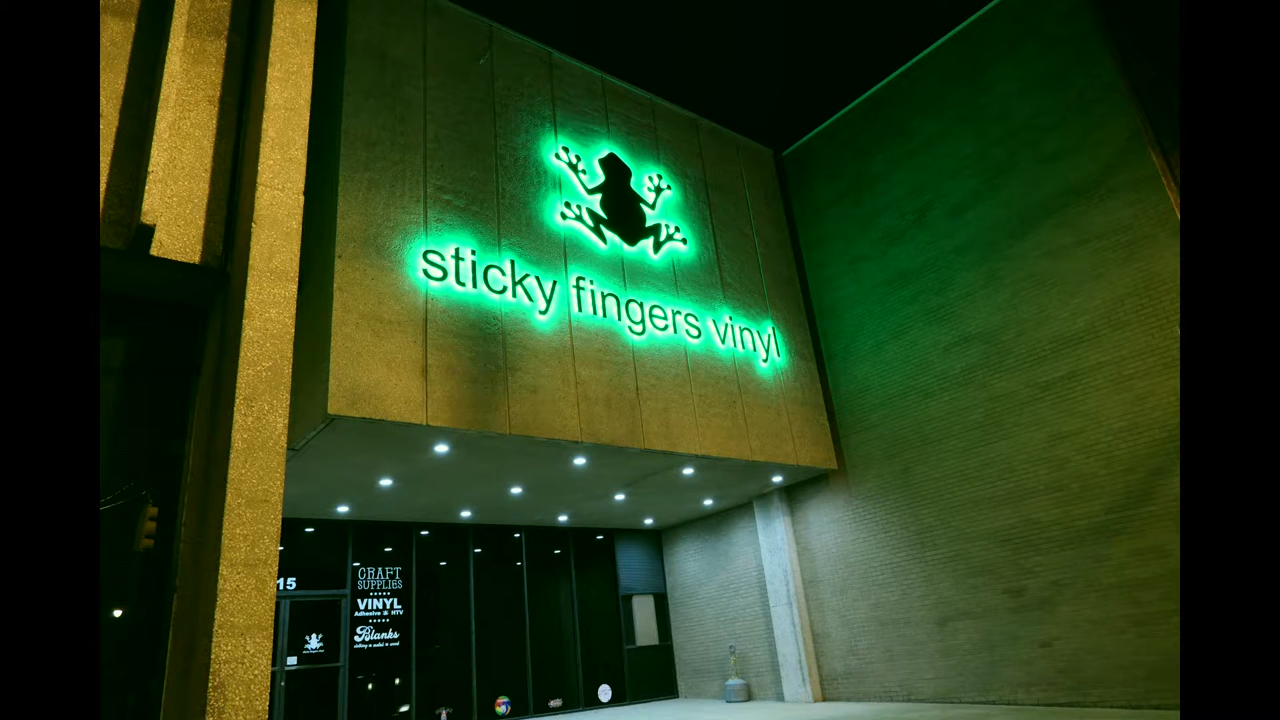 sticky fingers vinyl
15
CRAFT
SUPPLIES
VINYL
Adhesive & HTV
Blanks